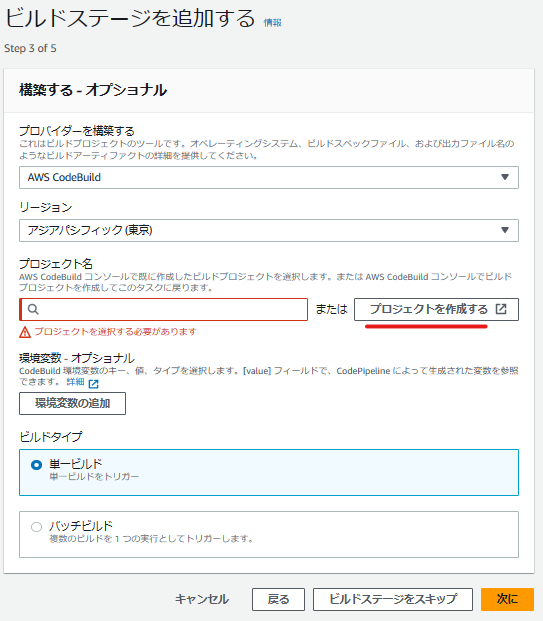 ビルドステージを追加する 情報
Step 3 of 5
構築する - オプショナル
プロバイダーを構築する
これはビルドプロジェクトのツールです。オペレーティングシステム、ビルドスペックファイル、および出力ファイル名の
ようなビルドアーティファクトの詳細を提供してください。
AWS CodeBuild
リージョン
アジアパシフィック (東京)
プロジェクト名
AWS CodeBuild コンソールで既に作成したビルドプロジェクトを選択します。または AWS CodeBuild コンソールでビルド
プロジェクトを作成してこのタスクに戻ります。
または プロジェクトを作成する
プロジェクトを選択する必要があります
環境変数 - オプショナル
CodeBuild 環境変数のキー、値、タイプを選択します。[value] フィールドで、CodePipeline によって生成された変数を参照
できます。 詳細
環境変数の追加
ビルドタイプ
単一ビルド
単一ビルドをトリガー
バッチビルド
複数のビルドを 1 つの実行としてトリガーします。
キャンセル 戻る ビルドステージをスキップ 次に